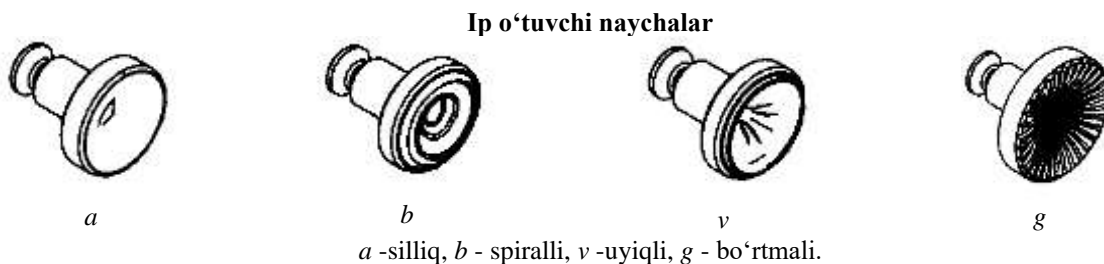 Ip o‘tuvchi naychalar
a b v g
a -silliq, b - spiralli, v -uyiqli, g - bo‘rtmali.